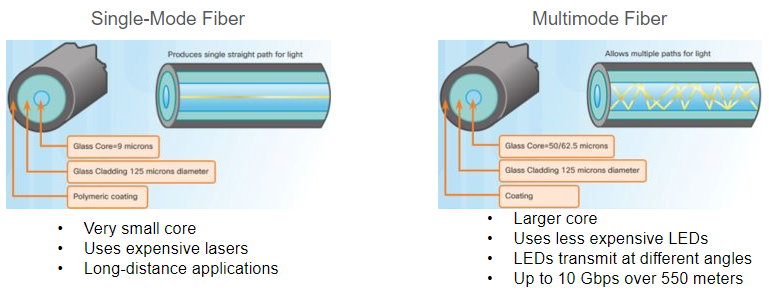 Single-Mode Fiber
Produces single straight path for light
Glass Core=9 microns
Glass Cladding 125 microns diameter
Polymeric coating
• Very small core
• Uses expensive lasers
• Long-distance applications
Multimode Fiber
Allows multiple paths for light
Glass Core=50/62.5 microns
Glass Cladding 125 microns diameter
Coating
• Larger core
• Uses less expensive LEDs
• LEDs transmit at different angles
• Up to 10 Gbps over 550 meters